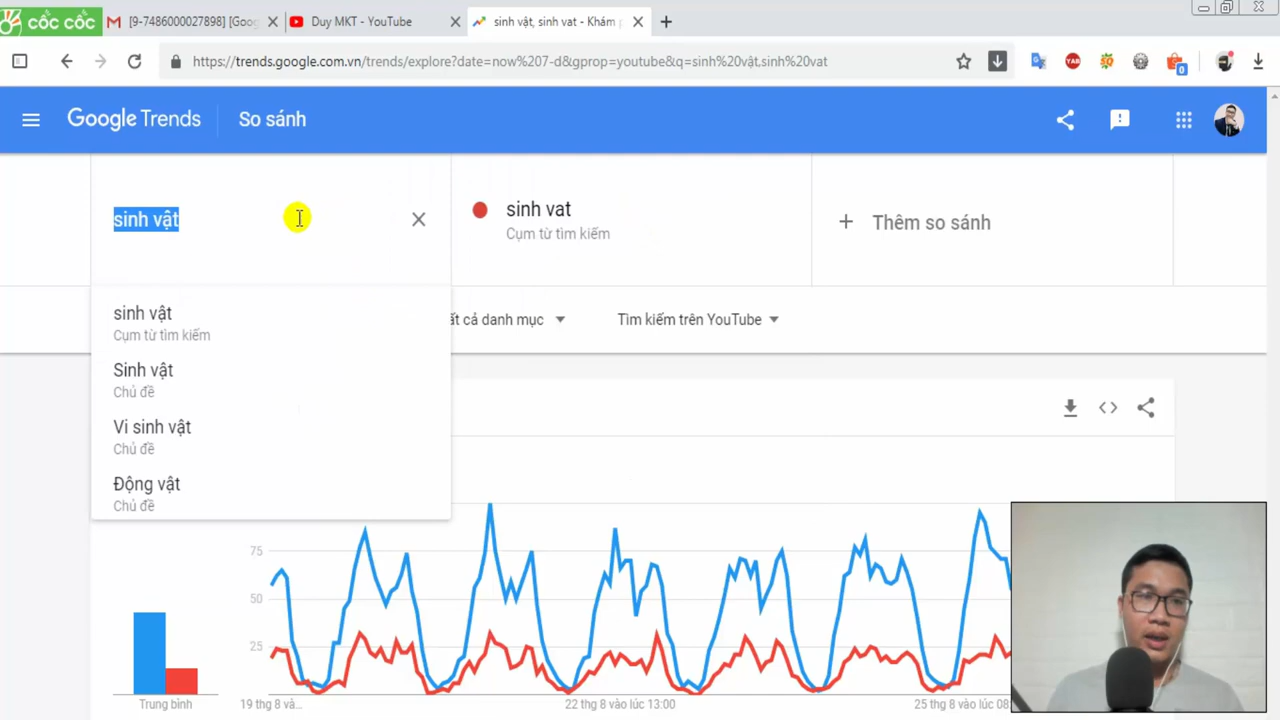 cốc cốc
[9-7486000027898] [Goog
Duy MKT - YouTube
sinh vật, sinh vat - Khám p
https://trends.google.com.vn/trends/explore?date=now%207-d&gprop=youtube&q=sinh%20vật,sinh%20vat
YAB
0
Google Trends
So sánh
sinh vật
sinh vat
Cụm từ tìm kiếm
+ Thêm so sánh
sinh vật
Cụm từ tìm kiếm
Sinh vật
Chủ đề
Vi sinh vật
Chủ đề
Động vật
Chủ đề
ất cả danh mục
Tìm kiếm trên YouTube
75
50
25
Trung bình
19 thg 8 và...
22 thg 8 vào lúc 13:00
25 thg 8 vào lúc 08: